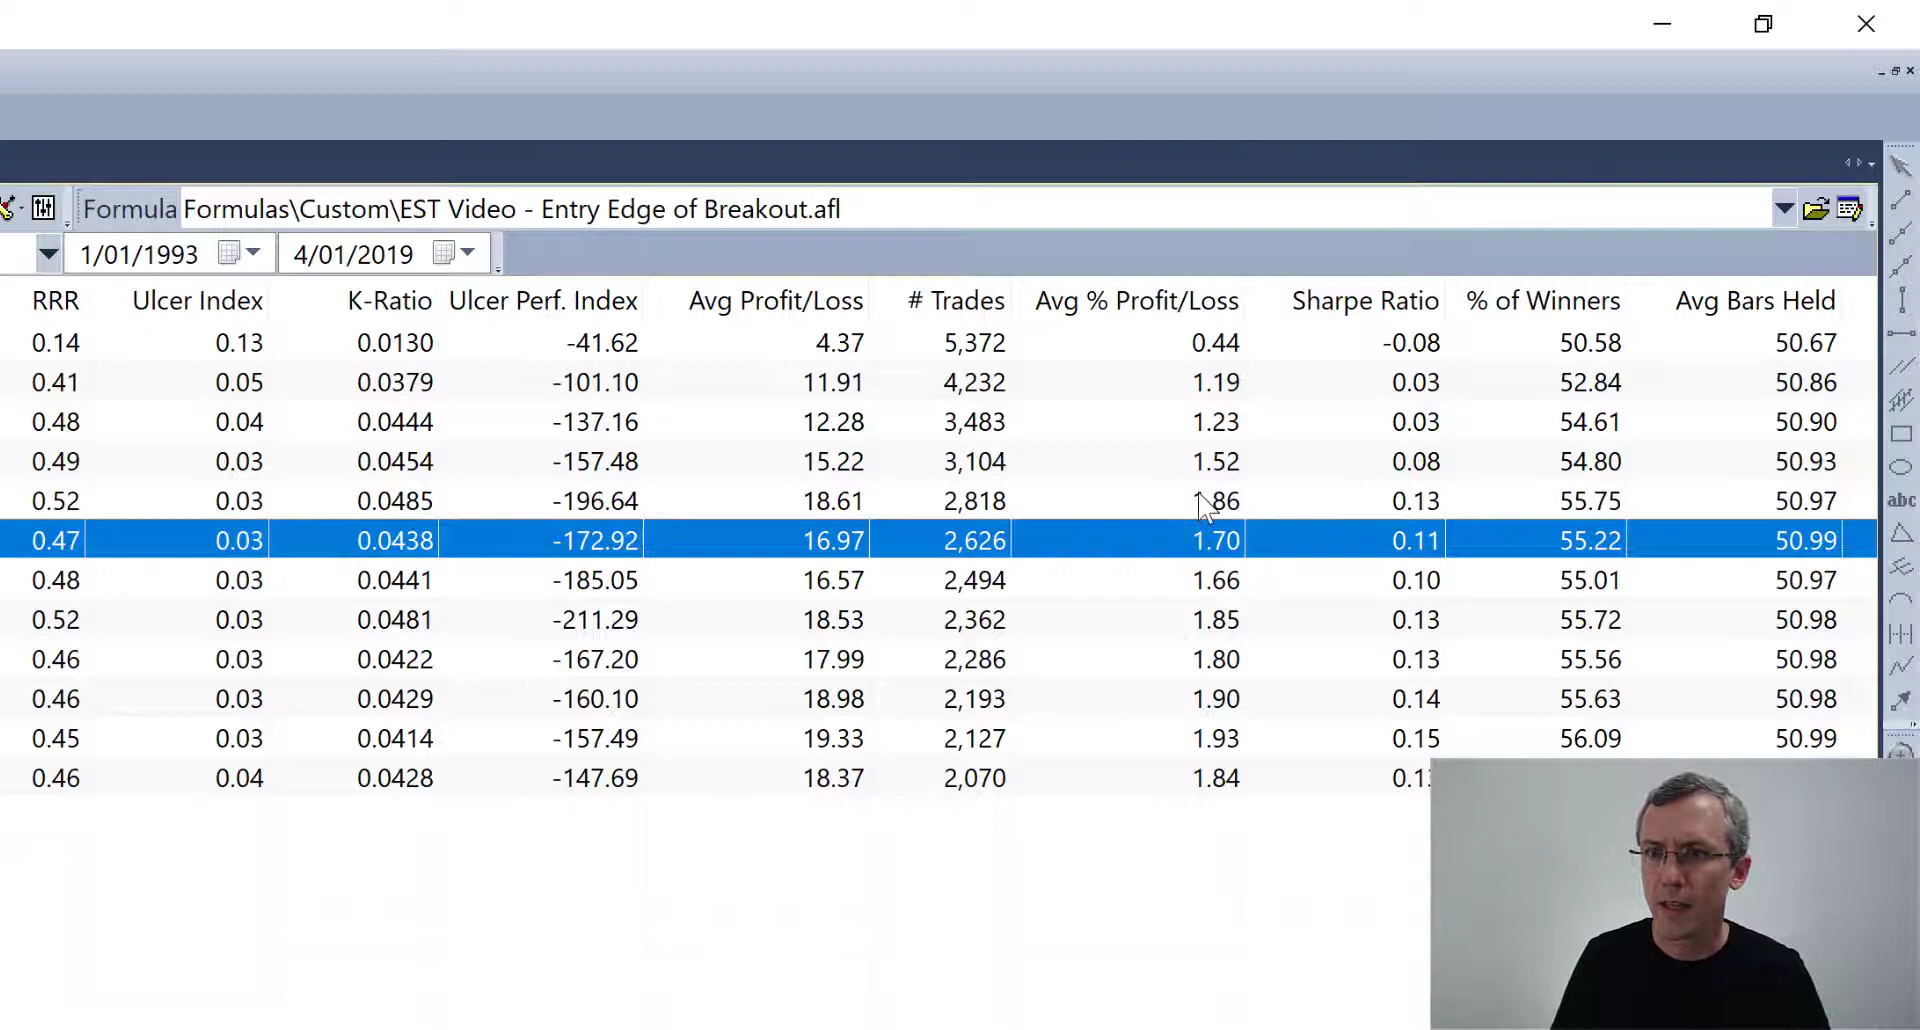 Formula Formulas\Custom\EST Video - Entry Edge of Breakout.afl
1/01/1993 4/01/2019
RRR Ulcer Index K-Ratio Ulcer Perf. Index Avg Profit/Loss # Trades Avg % Profit/Loss Sharpe Ratio % of Winners Avg Bars Held
0.14 0.13 0.0130 -41.62 4.37 5,372 0.44 -0.08 50.58 50.67
0.41 0.05 0.0379 -101.10 11.91 4,232 1.19 0.03 52.84 50.86
0.48 0.04 0.0444 -137.16 12.28 3,483 1.23 0.03 54.61 50.90
0.49 0.03 0.0454 -157.48 15.22 3,104 1.52 0.08 54.80 50.93
abc
0.52 0.03 0.0485 -196.64 18.61 2,818 1.86 0.13 55.75 50.97
0.47 0.03 0.0438 -172.92 16.97 2,626 1.70 0.11 55.22 50.99
0.48 0.03 0.0441 -185.05 16.57 2,494 1.66 0.10 55.01 50.97
0.52 0.03 0.0481 -211.29 18.53 2,362 1.85 0.13 55.72 50.98
0.46 0.03 0.0422 -167.20 17.99 2,286 1.80 0.13 55.56 50.98
0.46 0.03 0.0429 -160.10 18.98 2,193 1.90 0.14 55.63 50.98
0.45 0.03 0.0414 -157.49 19.33 2,127 1.93 0.15 56.09 50.99
0.46 0.04 0.0428 -147.69 18.37 2,070 1.84